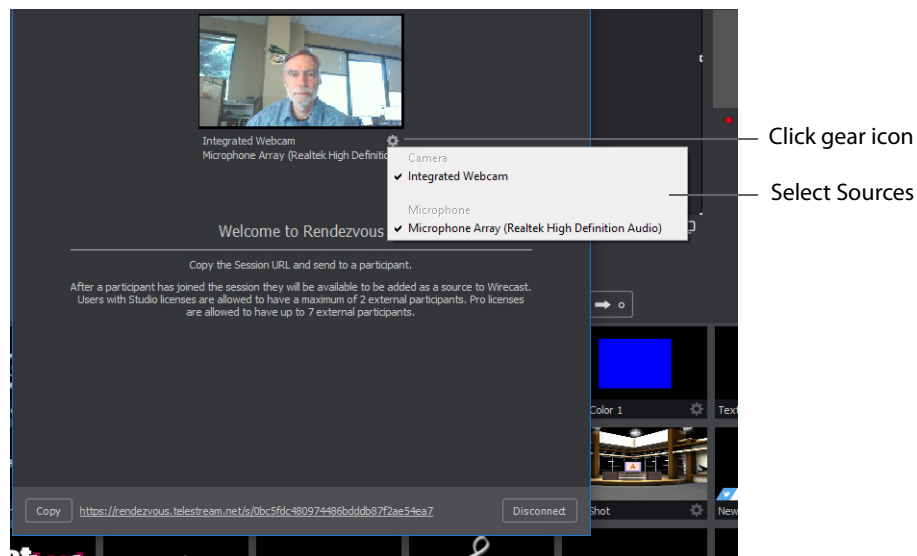 Integrated Webcam
Microphone Array (Realtek High Definitio
Click gear icon
Camera
Integrated Webcam
Select Sources
Microphone
Microphone Array (Realtek High Definition Audio)
Welcome to Rendezvous
Copy the Session URL and send to a participant.
After a participant has joined the session they will be available to be added as a source to Wirecast.
Users with Studio licenses are allowed to have a maximum of 2 external participants. Pro licenses
are allowed to have up to 7 external participants.
Color 1
Text
Copy
https://rendezvous.telestream.net/s/0bc5fdc480974486bdddb87f2ae54ea7
Disconnect
Shot
New